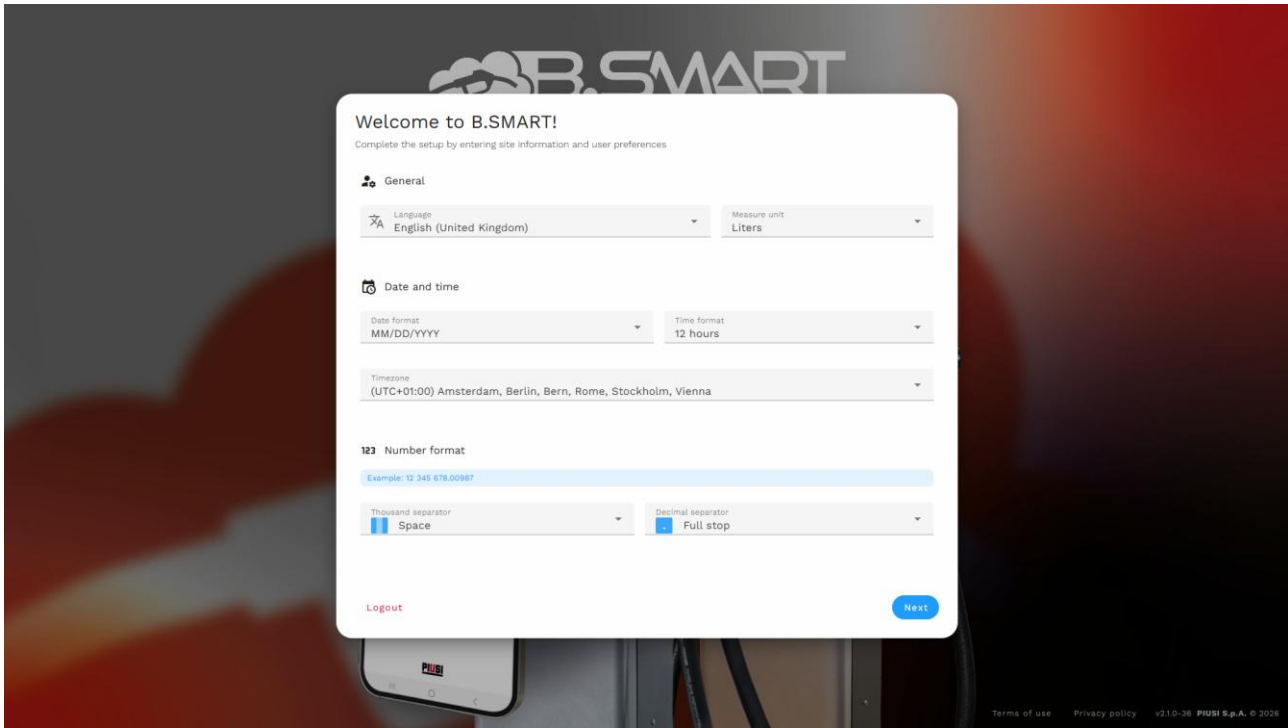 B.SMART
Welcome to B.SMART!
Complete the setup by entering site information and user preferences
General
Language
English (United Kingdom)
Measure unit
Liters
Date and time
Date format
MM/DD/YYYY
Time format
12 hours
Timezone
(UTC+01:00) Amsterdam, Berlin, Bern, Rome, Stockholm, Vienna
123 Number format
Example: 12 345 678.00987
Thousand separator
Space
Decimal separator
. Full stop
Logout
Next
PIUSI
Terms of use Privacy policy v2.1.0-36 PIUSI S.p.A. © 2026